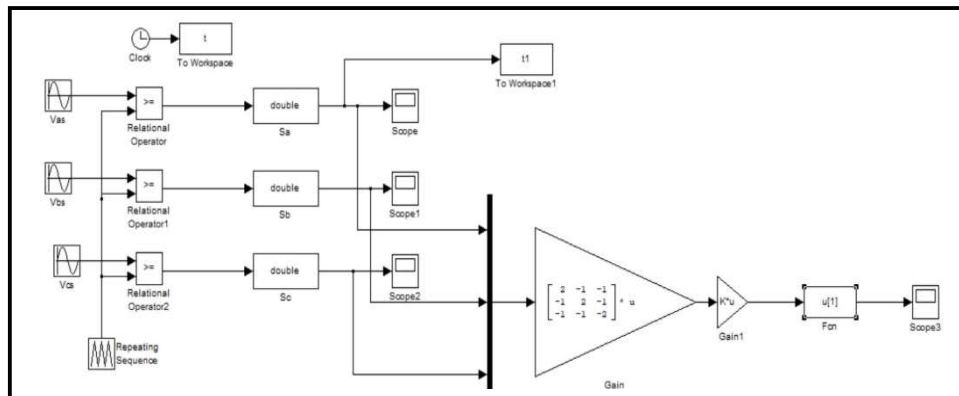 t
Clock
To Workspace
t1
To Workspace1
Vas
>=
Relational
Operator
double
Sa
Scope
Vbs
>=
Relational
Operator1
double
Sb
Scope1
Vcs
>=
Relational
Operator2
double
Sc
Scope2
Repeating
Sequence
2 -1 -1
-1 2 -1
-1 -1 -2
* u
Gain
K*u
Gain1
u[1]
Fcn
Scope3